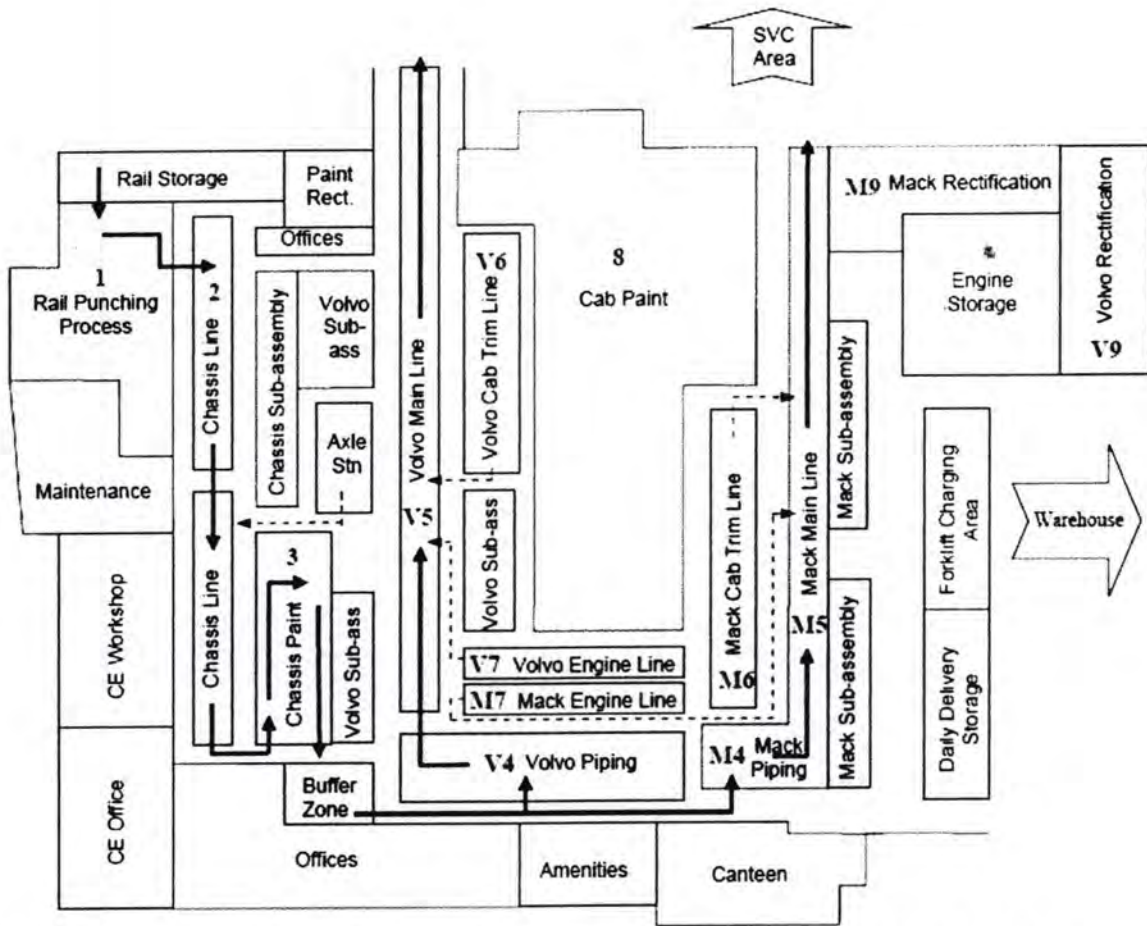 SVC
Area
Rail Storage
Paint
Rect.
Offices
1
Rail Punching
Process
2
Chassis Line
Chassis Sub-assembly
Volvo
Sub-
ass
Axle
Stn
Maintenance
CE Workshop
CE Office
Chassis Line
3
Chassis Paint
Volvo Sub-ass
Buffer
Zone
Offices
Volvo Main Line
V5
V6
Volvo Cab Trim Line
Volvo Sub-ass
8
Cab Paint
V7 Volvo Engine Line
M7 Mack Engine Line
V4 Volvo Piping
M4 Mack
Piping
Amenities
Canteen
Mack Cab Trim Line
M6
Mack Main Line
M5
Mack Sub-assembly
Mack Sub-assembly
M9 Mack Rectification
Engine
Storage
Volvo Rectification
V9
Forklift Charging
Area
Daily Delivery
Storage
Warehouse